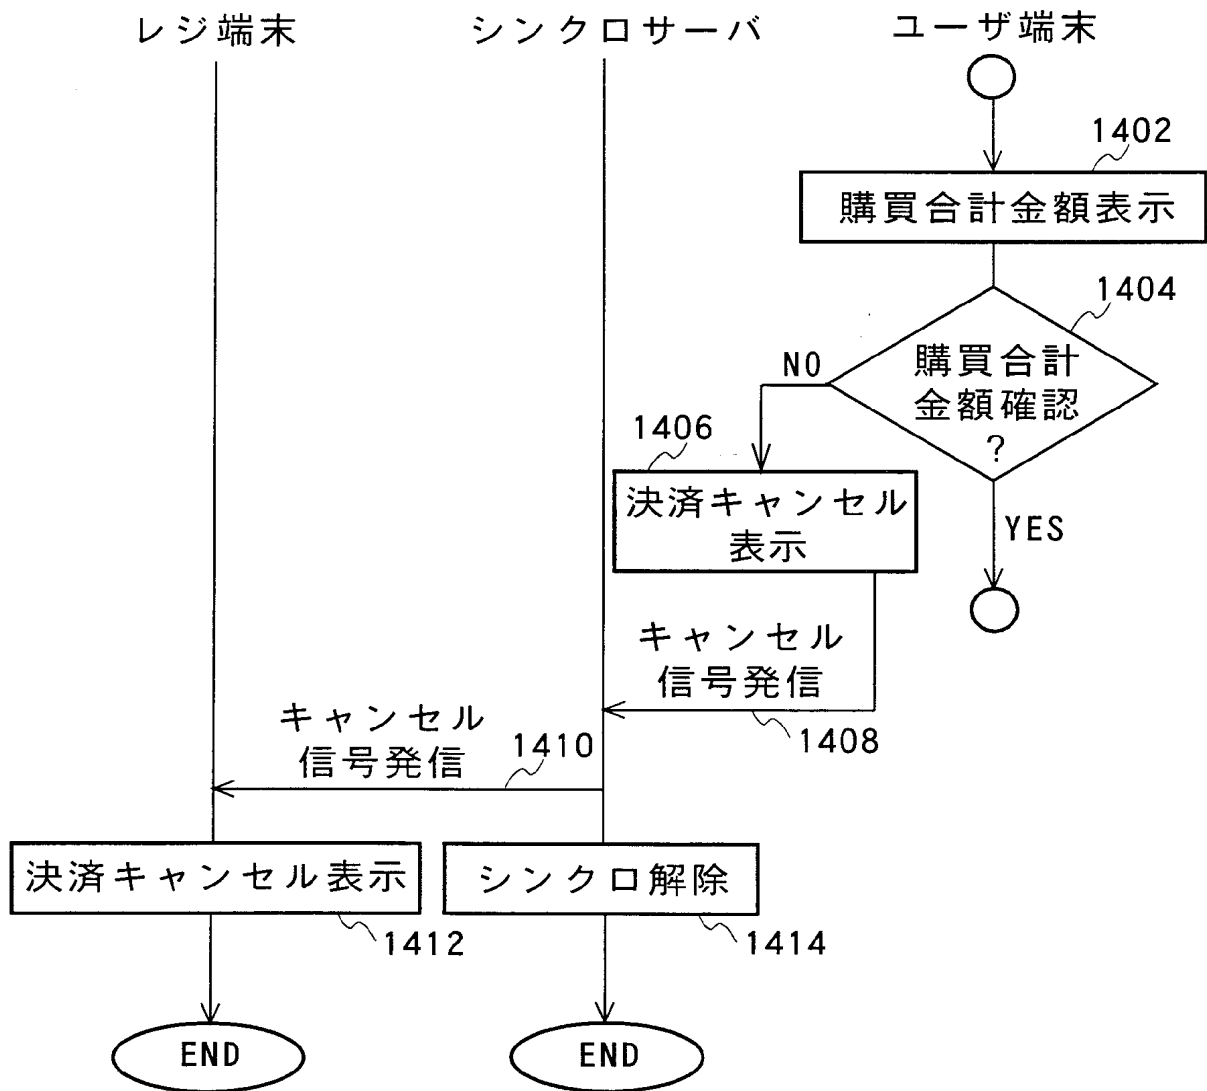 レジ端末
シンクロサーバ
ユーザ端末
1402
購買合計金額表示
1404
購買合計
金額確認
?
NO
YES
1406
決済キャンセル
表示
キャンセル
信号発信
1408
キャンセル
信号発信
1410
決済キャンセル表示
1412
シンクロ解除
1414
END
END